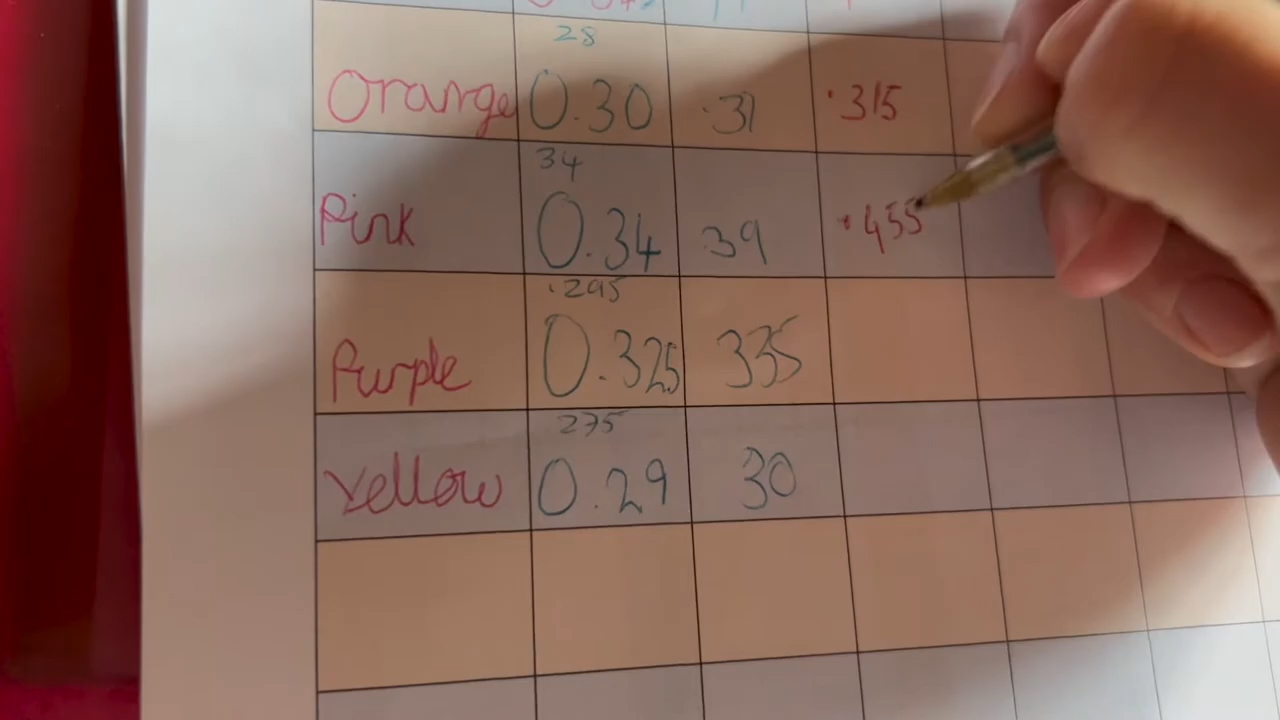 28
Orange 0.30 .31 .315
34
Pink 0.34 .39 .455
.295
Purple 0.325 335
275
Yellow 0.29 30